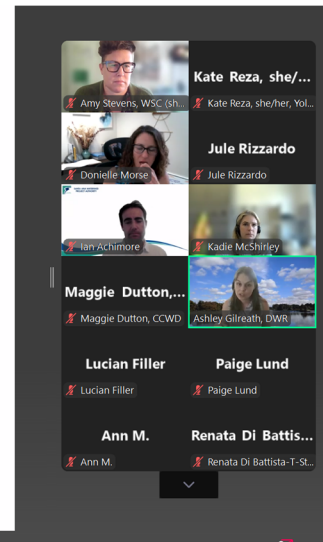 Kate Reza, she/...
Amy Stevens, WSC (sh...
Kate Reza, she/her, Yol...
Jule Rizzardo
Donielle Morse
Jule Rizzardo
Ian Achimore
Kadie McShirley
Maggie Dutton,...
Maggie Dutton, CCWD
Ashley Gilreath, DWR
Lucian Filler
Paige Lund
Lucian Filler
Paige Lund
Ann M.
Renata Di Battis...
Ann M.
Renata Di Battista-T-St...